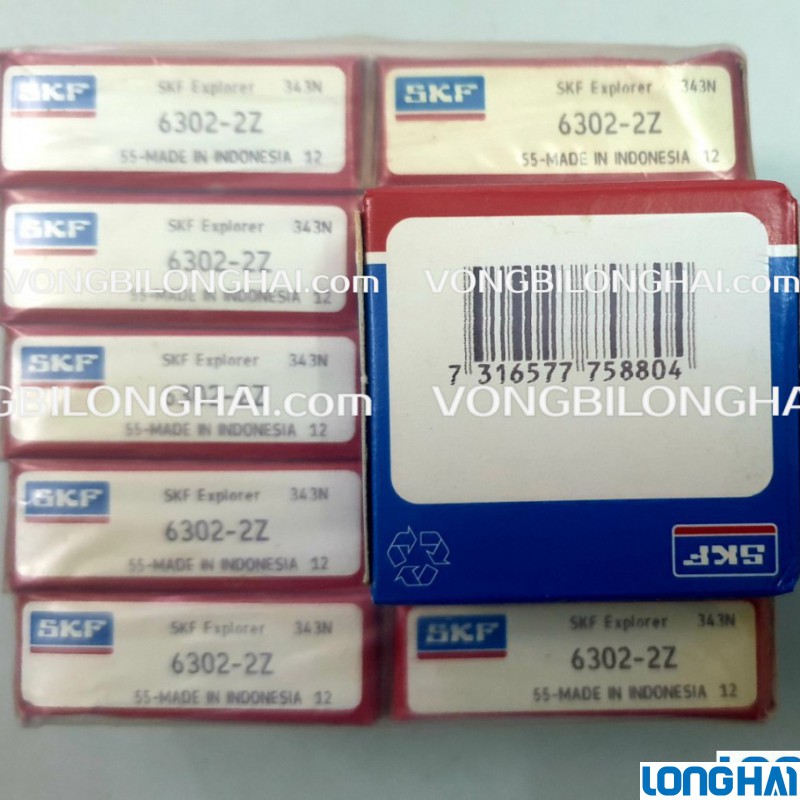 SKF
SKF Explorer 343N
6302-2Z
55-MADE IN INDONESIA 12
SKF
SKF Explorer 343N
6302-2Z
55-MADE IN INDONESIA 12
SKF
SKF Explorer 343N
6302-2Z
55-MADE IN INDONESIA 12
VONGBILONGHAI.com
VONGBILONGHAI.com
7 316577 758804
SKF
SKF Explorer 343N
6302-2Z
55-MADE IN INDONESIA 12
GBILONGHAI.com
VONGBILONGHAI.com
SKF
SKF Explorer 343N
6302-2Z
55-MADE IN INDONESIA 12
SKF
SKF
SKF Explorer 343N
6302-2Z
55-MADE IN INDONESIA 12
SKF
SKF Explorer 343N
6302-2Z
55-MADE IN INDONESIA 12
LONGHAI